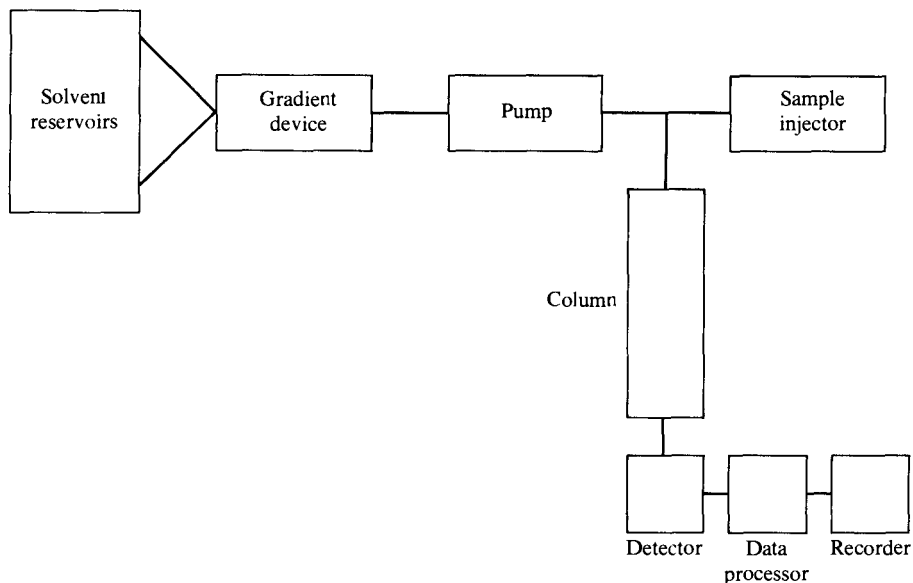 Solvent
reservoirs
Gradient
device
Pump
Sample
injector
Column
Detector
Data
processor
Recorder